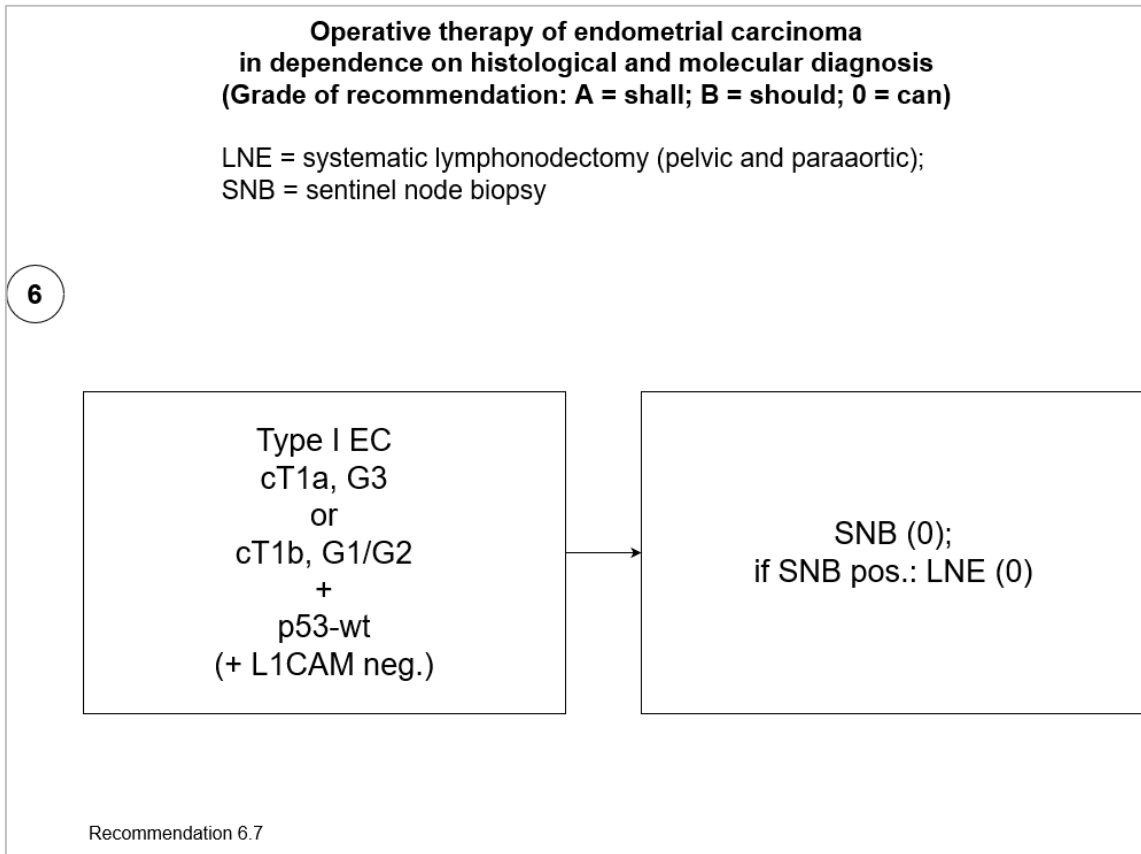 Operative therapy of endometrial carcinoma
in dependence on histological and molecular diagnosis
(Grade of recommendation: A = shall; B = should; 0 = can)
LNE = systematic lymphonodectomy (pelvic and paraaortic);
SNB = sentinel node biopsy
6
Type I EC
cT1a, G3
or
cT1b, G1/G2
+
p53-wt
(+ L1CAM neg.)
SNB (0);
if SNB pos.: LNE (0)
Recommendation 6.7